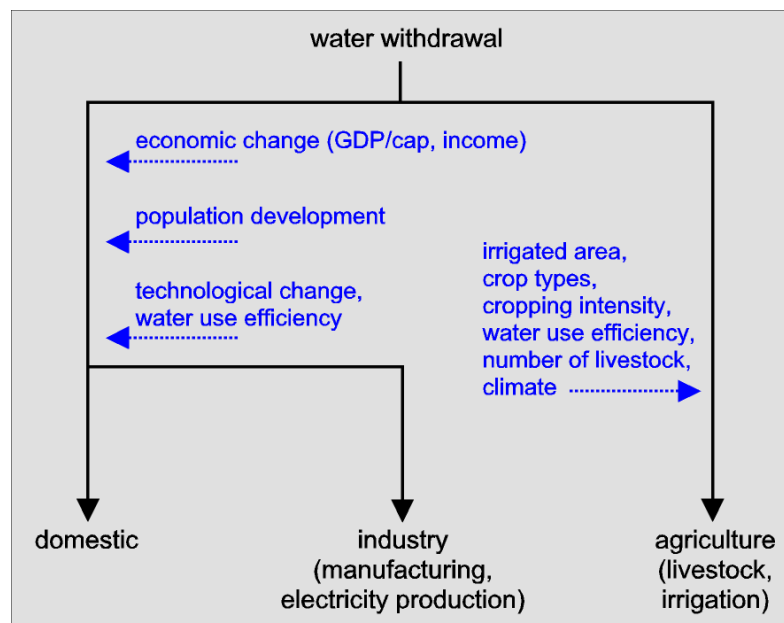 water withdrawal
economic change (GDP/cap, income)
population development
technological change,
water use efficiency
irrigated area,
crop types,
cropping intensity,
water use efficiency,
number of livestock,
climate
domestic
industry
(manufacturing,
electricity production)
agriculture
(livestock,
irrigation)